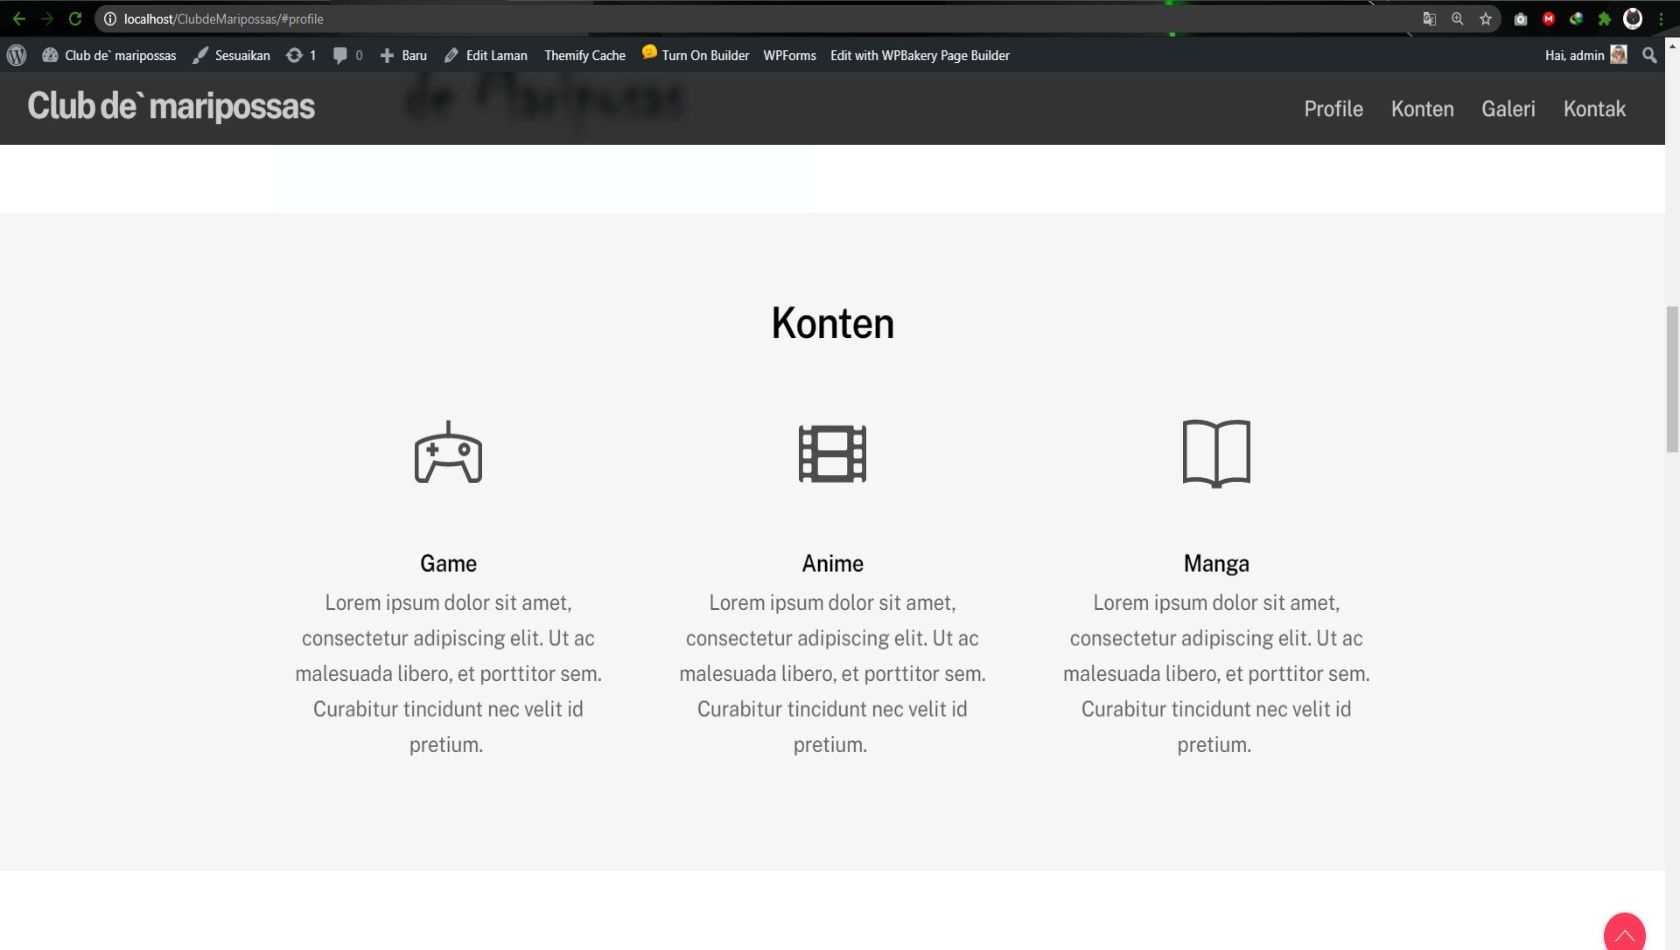 localhost/ClubdeMaripossas/#profile
Club de` maripossas Sesuaikan 1 0 Baru Edit Laman Themify Cache Turn On Builder WPForms Edit with WPBakery Page Builder Hai, admin
de Mariposas
Club de` maripossas Profile Konten Galeri Kontak
Konten
Game Anime Manga
Lorem ipsum dolor sit amet, Lorem ipsum dolor sit amet, Lorem ipsum dolor sit amet,
consectetur adipiscing elit. Ut ac consectetur adipiscing elit. Ut ac consectetur adipiscing elit. Ut ac
malesuada libero, et porttitor sem. malesuada libero, et porttitor sem. malesuada libero, et porttitor sem.
Curabitur tincidunt nec velit id Curabitur tincidunt nec velit id Curabitur tincidunt nec velit id
pretium. pretium. pretium.